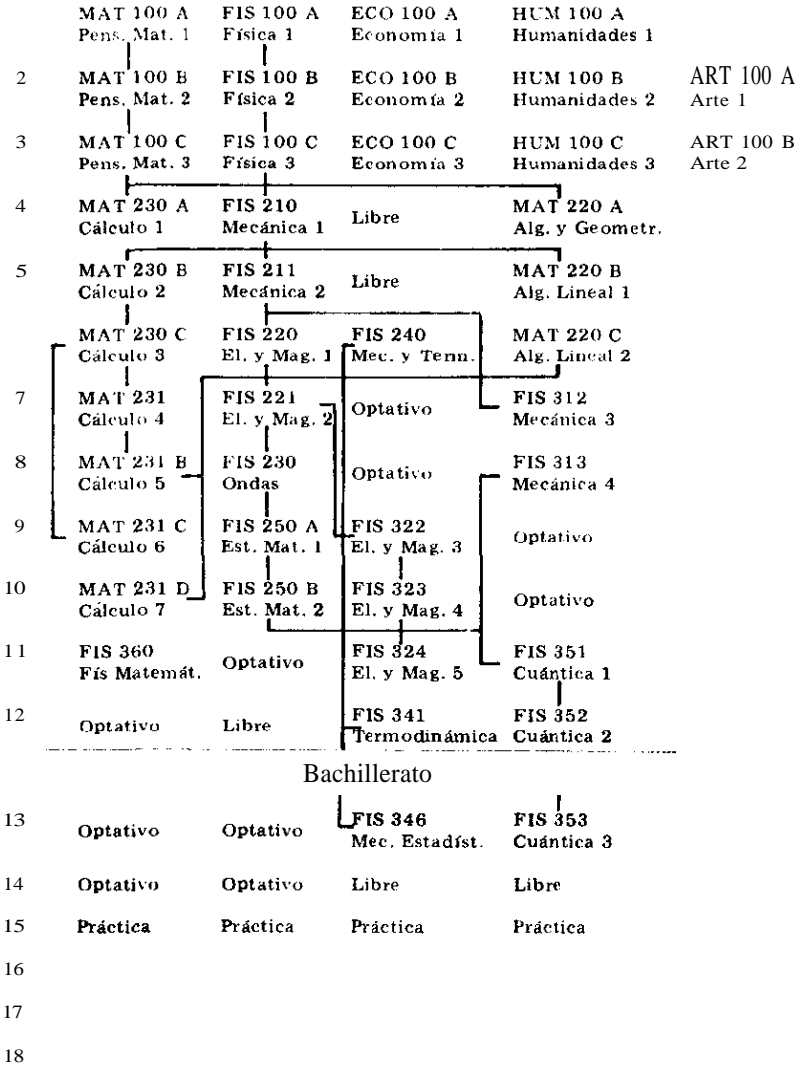 MAT 100 A FIS 100 A ECO 100 A HUM 100 A
Pens. Mat. 1 Física 1 Economía 1 Humanidades 1
2 MAT 100 B FIS 100 B ECO 100 B HUM 100 B ART 100 A
Pens. Mat. 2 Física 2 Economía 2 Humanidades 2 Arte 1
3 MAT 100 C FIS 100 C ECO 100 C HUM 100 C ART 100 B
Pens. Mat. 3 Física 3 Economía 3 Humanidades 3 Arte 2
4 MAT 230 A FIS 210 Libre MAT 220 A
Cálculo 1 Mecánica 1 Alg. y Geometr.
5 MAT 230 B FIS 211 Libre MAT 220 B
Cálculo 2 Mecánica 2 Alg. Lineal 1
MAT 230 C FIS 220 FIS 240 MAT 220 C
Cálculo 3 El. y Mag. 1 Mec. y Term. Alg. Lineal 2
7 MAT 231 FIS 221 Optativo FIS 312
Cálculo 4 El. y Mag. 2 Mecánica 3
8 MAT 231 B FIS 230 Optativo FIS 313
Cálculo 5 Ondas Mecánica 4
9 MAT 231 C FIS 250 A FIS 322 Optativo
Cálculo 6 Est. Mat. 1 El. y Mag. 3
10 MAT 231 D FIS 250 B FIS 323 Optativo
Cálculo 7 Est. Mat. 2 El. y Mag. 4
11 FIS 360 Optativo FIS 324 FIS 351
Fís Matemát. El. y Mag. 5 Cuántica 1
12 Optativo Libre FIS 341 FIS 352
Termodinámica Cuántica 2
Bachillerato
13 Optativo Optativo FIS 346 FIS 353
Mec. Estadíst. Cuántica 3
14 Optativo Optativo Libre Libre
15 Práctica Práctica Práctica Práctica
16
17
18